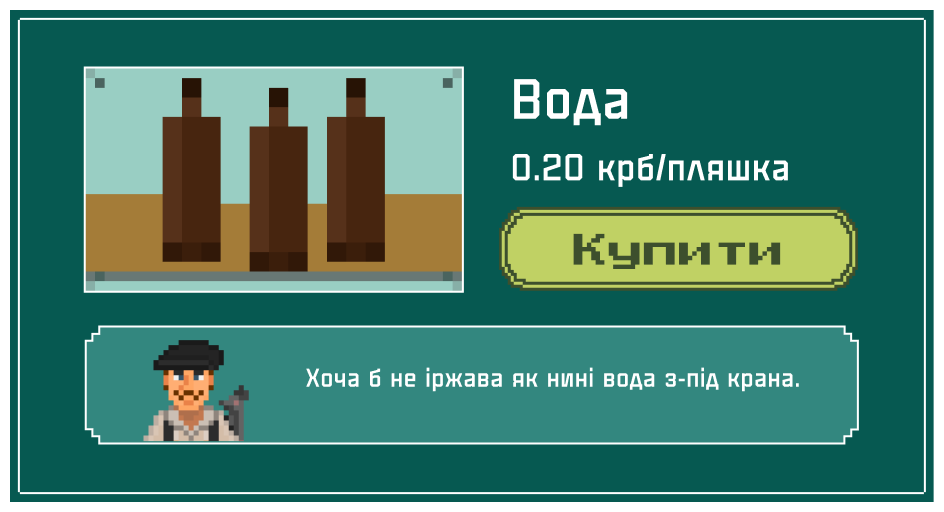 Вода
0.20 крб/пляшка
Купити
Хоча б не іржава як нині вода з-під крана.